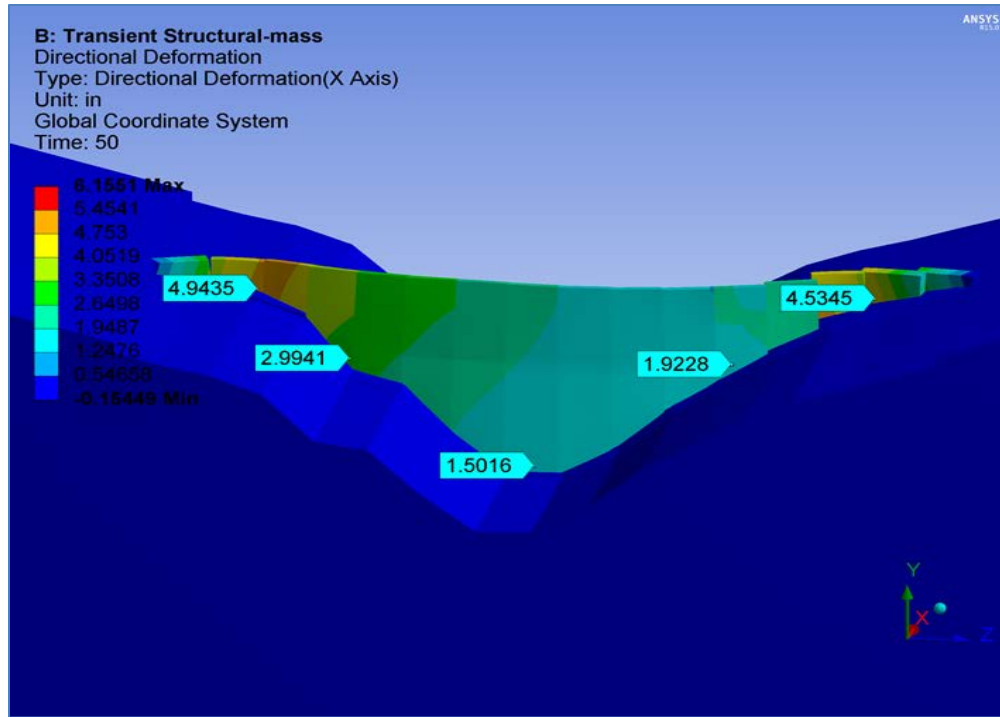 ANSYS
R15.0
B: Transient Structural-mass
Directional Deformation
Type: Directional Deformation(X Axis)
Unit: in
Global Coordinate System
Time: 50
6.1551 Max
5.4541
4.753
4.0519
3.3508
2.6498
1.9487
1.2476
0.54658
-0.15449 Min
4.9435
4.5345
2.9941
1.9228
1.5016
Y
X
Z